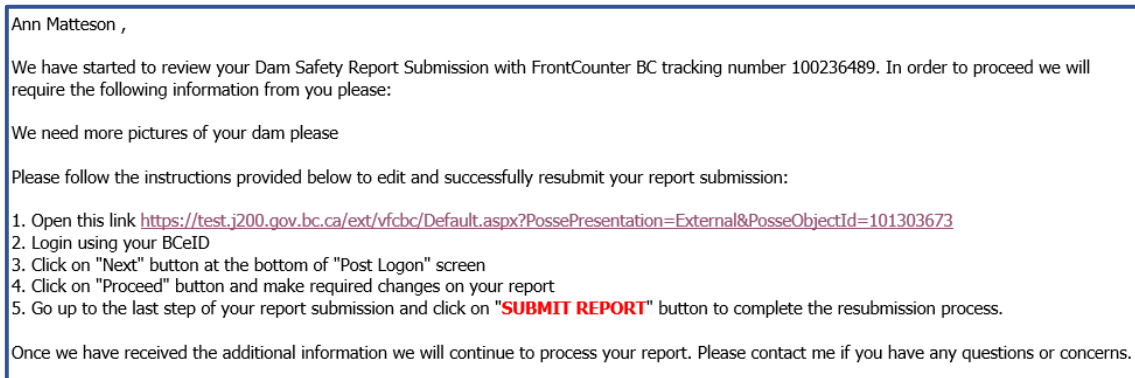 Ann Matteson ,
We have started to review your Dam Safety Report Submission with FrontCounter BC tracking number 100236489. In order to proceed we will
require the following information from you please:
We need more pictures of your dam please
Please follow the instructions provided below to edit and successfully resubmit your report submission:
1. Open this link https://test.j200.gov.bc.ca/ext/vfcbc/Default.aspx?PossePresentation=External&PosseObjectId=101303673
2. Login using your BCeID
3. Click on "Next" button at the bottom of "Post Logon" screen
4. Click on "Proceed" button and make required changes on your report
5. Go up to the last step of your report submission and click on "SUBMIT REPORT" button to complete the resubmission process.
Once we have received the additional information we will continue to process your report. Please contact me if you have any questions or concerns.